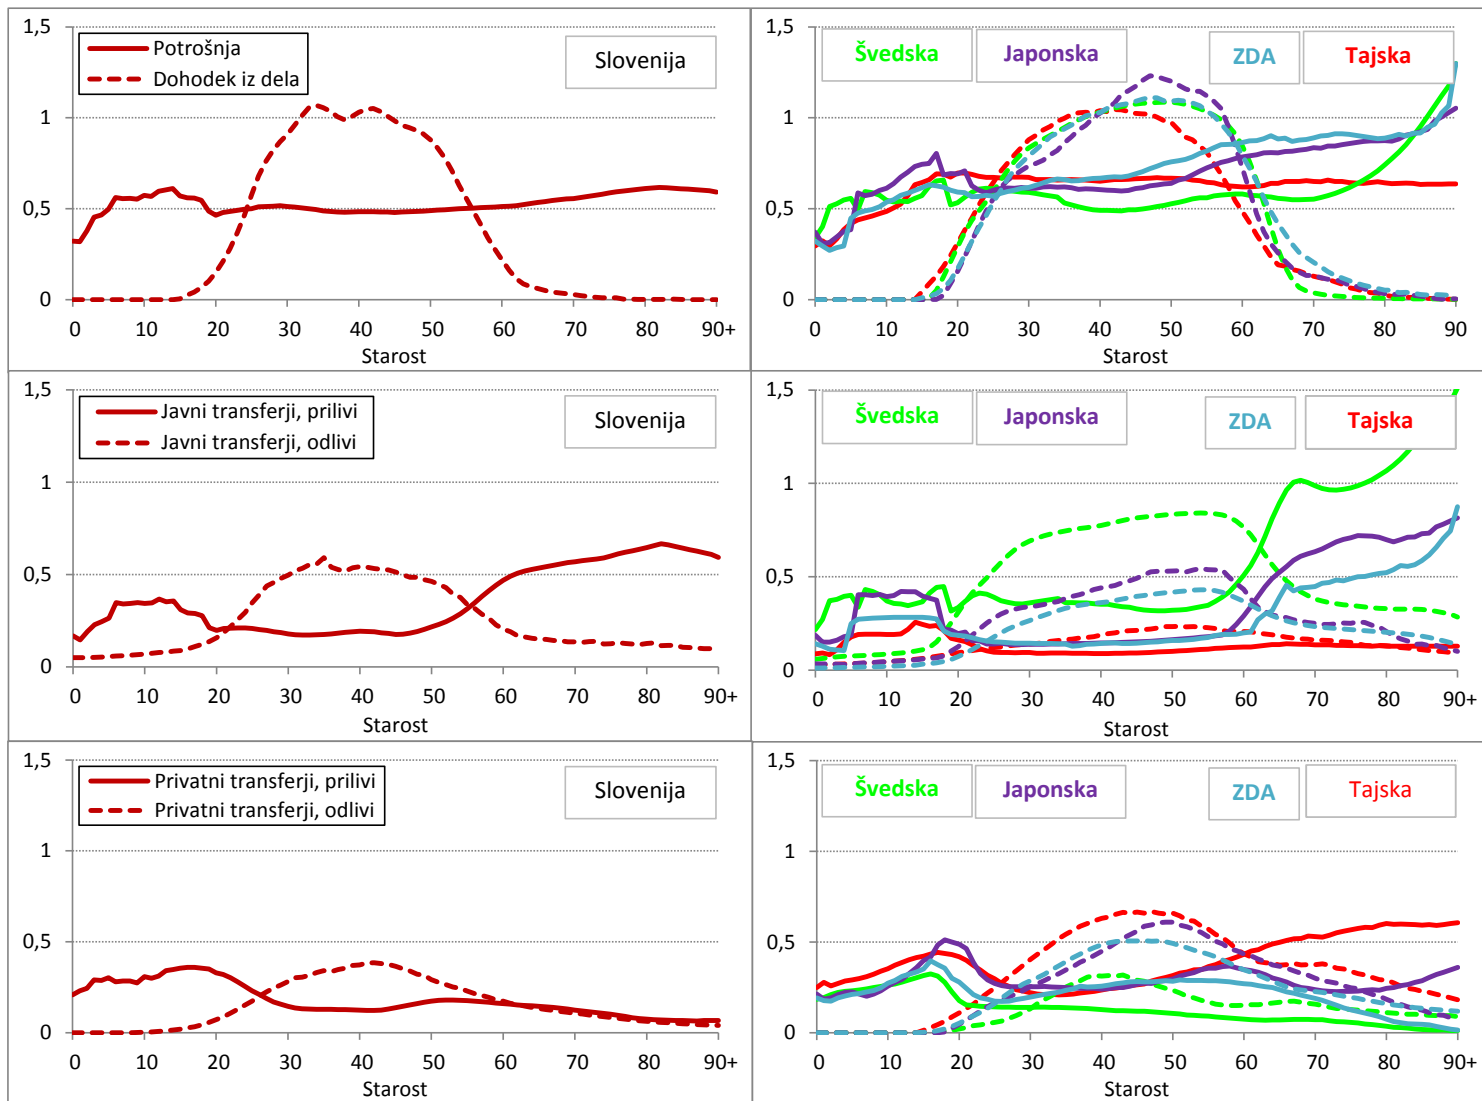 1,5
1
0,5
0
Potrošnja
Dohodek iz dela
Slovenija
0 10 20 30 40 50 60 70 80 90+
Starost
1,5
1
0,5
0
Švedska Japonska ZDA Tajska
0 10 20 30 40 50 60 70 80 90
Starost
1,5
1
0,5
0
Javni transferji, prilivi
Javni transferji, odlivi
Slovenija
0 10 20 30 40 50 60 70 80 90+
Starost
1,5
1
0,5
0
Švedska Japonska ZDA Tajska
0 10 20 30 40 50 60 70 80 90+
Starost
1,5
1
0,5
0
Privatni transferji, prilivi
Privatni transferji, odlivi
Slovenija
0 10 20 30 40 50 60 70 80 90+
Starost
1,5
1
0,5
0
Švedska Japonska ZDA Tajska
0 10 20 30 40 50 60 70 80 90+
Starost